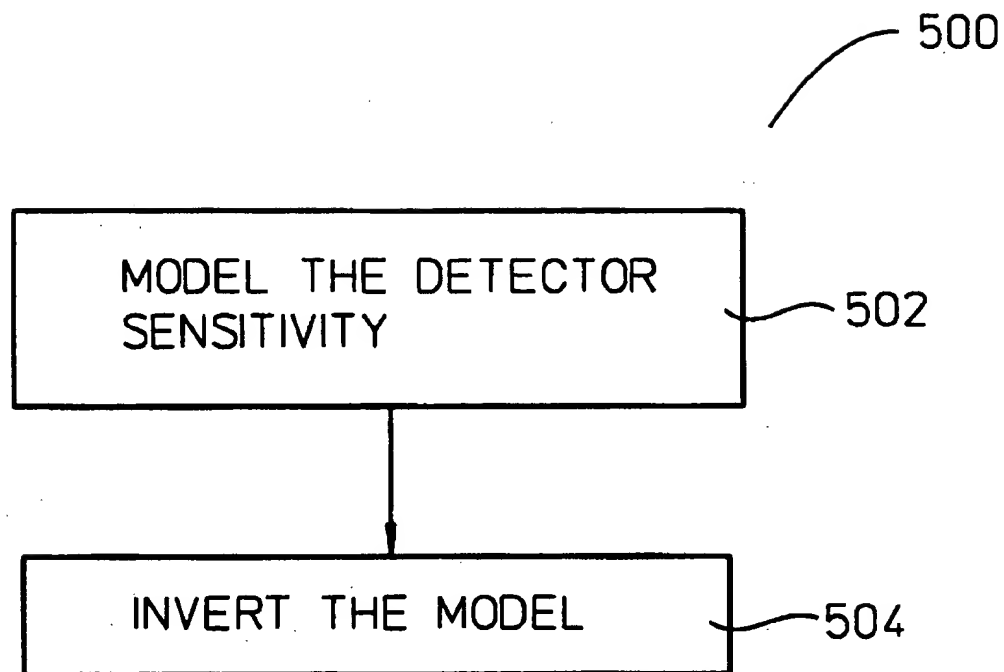 500
MODEL THE DETECTOR
SENSITIVITY
502
INVERT THE MODEL
504